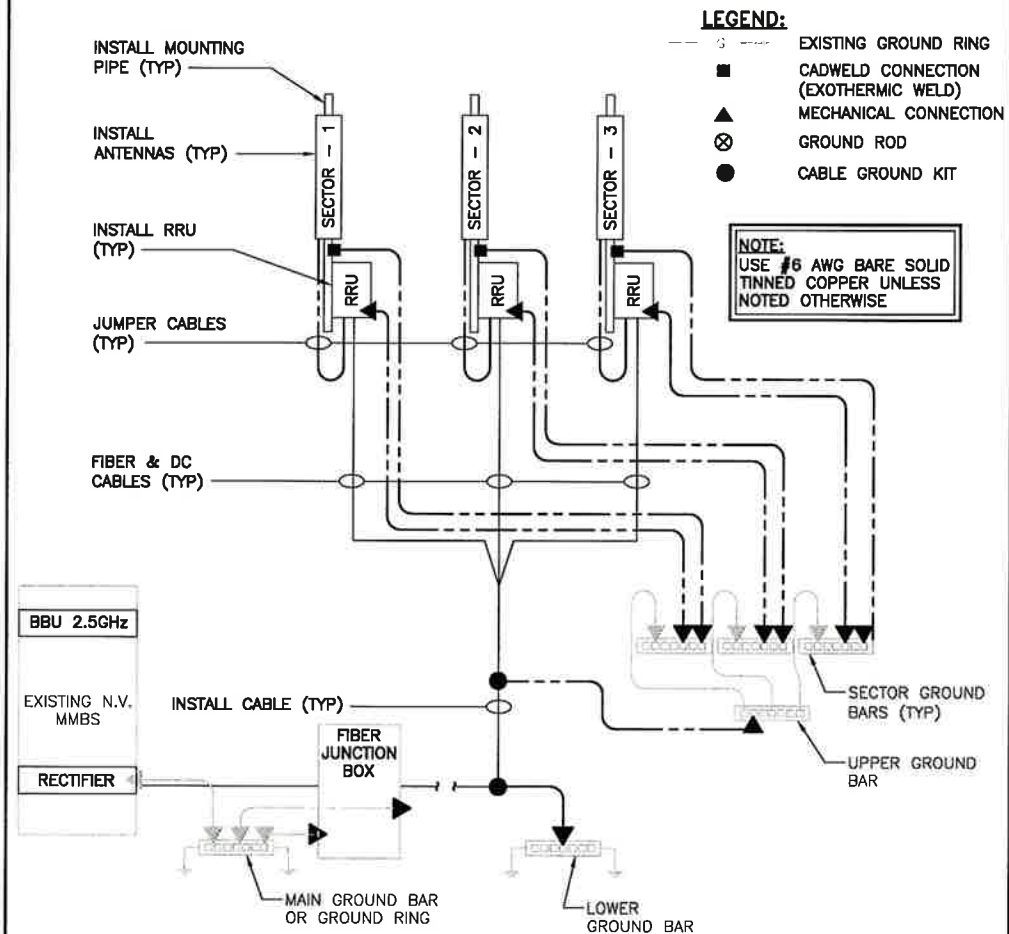 LEGEND:
G
EXISTING GROUND RING
CADWELD CONNECTION
(EXOTHERMIC WELD)
MECHANICAL CONNECTION
GROUND ROD
CABLE GROUND KIT
NOTE:
USE #6 AWG BARE SOLID
TINNED COPPER UNLESS
NOTED OTHERWISE
INSTALL MOUNTING
PIPE (TYP)
INSTALL
ANTENNAS (TYP)
INSTALL RRU
(TYP)
JUMPER CABLES
(TYP)
FIBER & DC
CABLES (TYP)
SECTOR - 1
SECTOR - 2
SECTOR - 3
RRU
RRU
RRU
BBU 2.5GHz
EXISTING N.V.
MMBS
RECTIFIER
INSTALL CABLE (TYP)
FIBER
JUNCTION
BOX
SECTOR GROUND
BARS (TYP)
UPPER GROUND
BAR
MAIN GROUND BAR
OR GROUND RING
LOWER
GROUND BAR